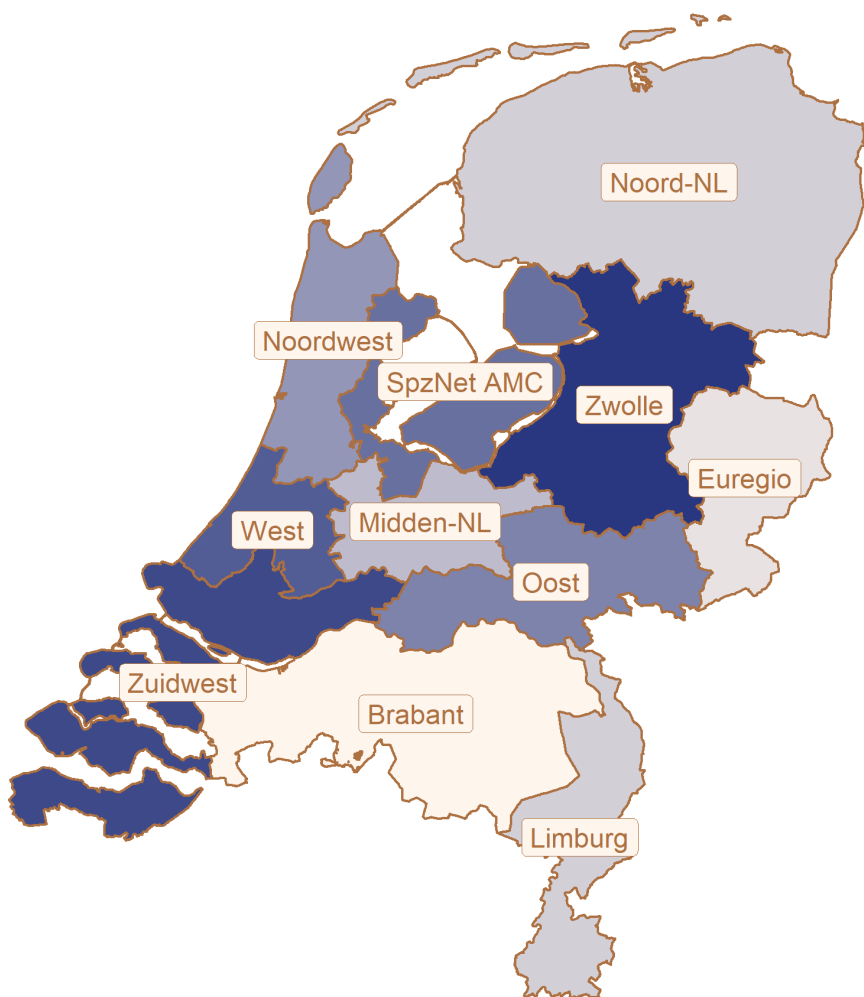 Noord-NL
Noordwest
SpzNet AMC
Zwolle
Euregio
Midden-NL
West
Oost
Zuidwest
Brabant
Limburg